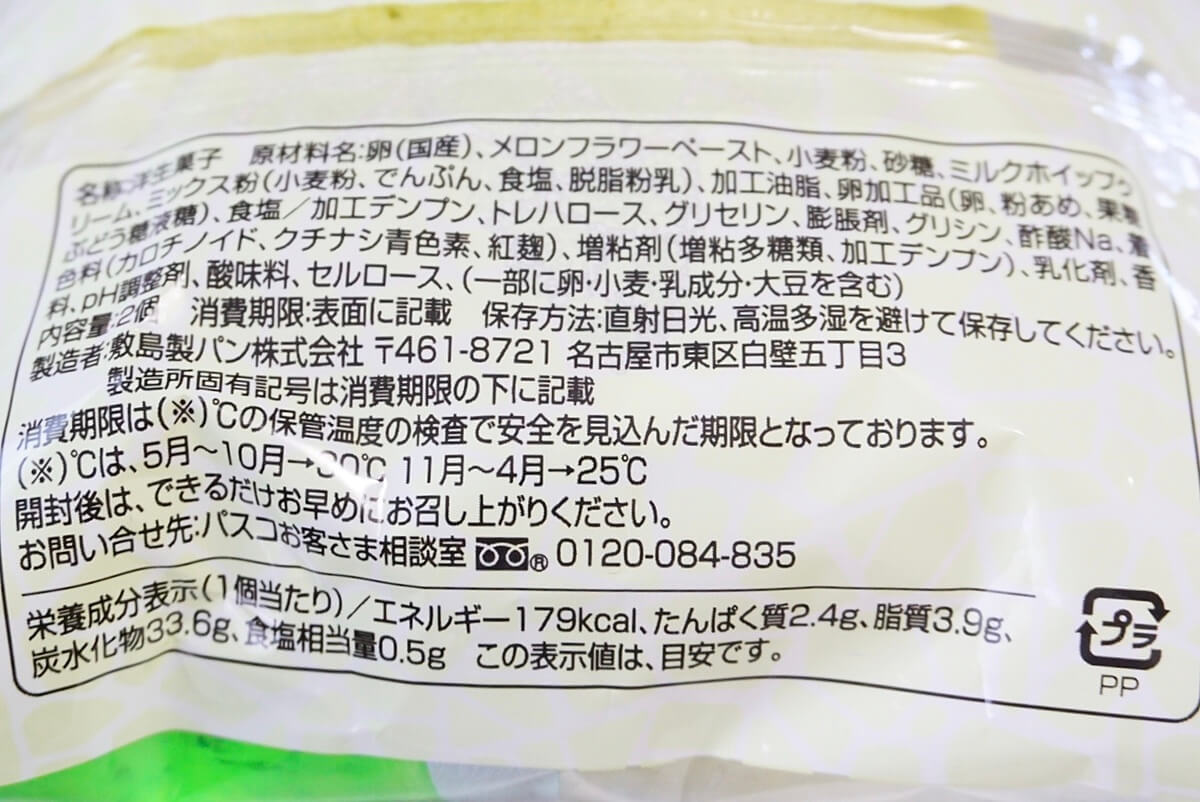 名称:洋生菓子 原材料名:卵(国産)、メロンフラワーペースト、小麦粉、砂糖、ミルクホイップク
リーム、ミックス粉(小麦粉、でんぷん、食塩、脱脂粉乳)、加工油脂、卵加工品(卵、粉あめ、果糖
ぶどう糖液糖)、食塩/加工デンプン、トレハロース、グリセリン、膨脹剤、グリシン、酢酸Na、着
色料(カロチノイド、クチナシ青色素、紅麹)、増粘剤(増粘多糖類、加工デンプン)、乳化剤、香
料、pH調整剤、酸味料、セルロース、(一部に卵・小麦・乳成分・大豆を含む)
内容量:2個 消費期限:表面に記載 保存方法:直射日光、高温多湿を避けて保存してください。
製造者:敷島製パン株式会社 〒461-8721 名古屋市東区白壁五丁目3
製造所固有記号は消費期限の下に記載
消費期限は(※)℃の保管温度の検査で安全を見込んだ期限となっております。
(※)℃は、5月〜10月→30℃ 11月〜4月→25℃
開封後は、できるだけお早めにお召し上がりください。
お問い合せ先:パスコお客さま相談室 ® 0120-084-835
栄養成分表示(1個当たり)/エネルギー179kcal、たんぱく質2.4g、脂質3.9g、
炭水化物33.6g、食塩相当量0.5g この表示値は、目安です。
プラ
PP